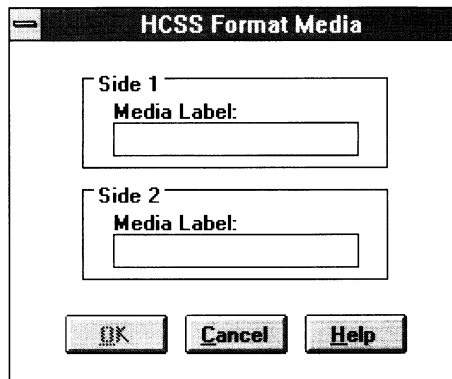 HCSS Format Media
Side 1
Media Label:
Side 2
Media Label:
OK Cancel Help